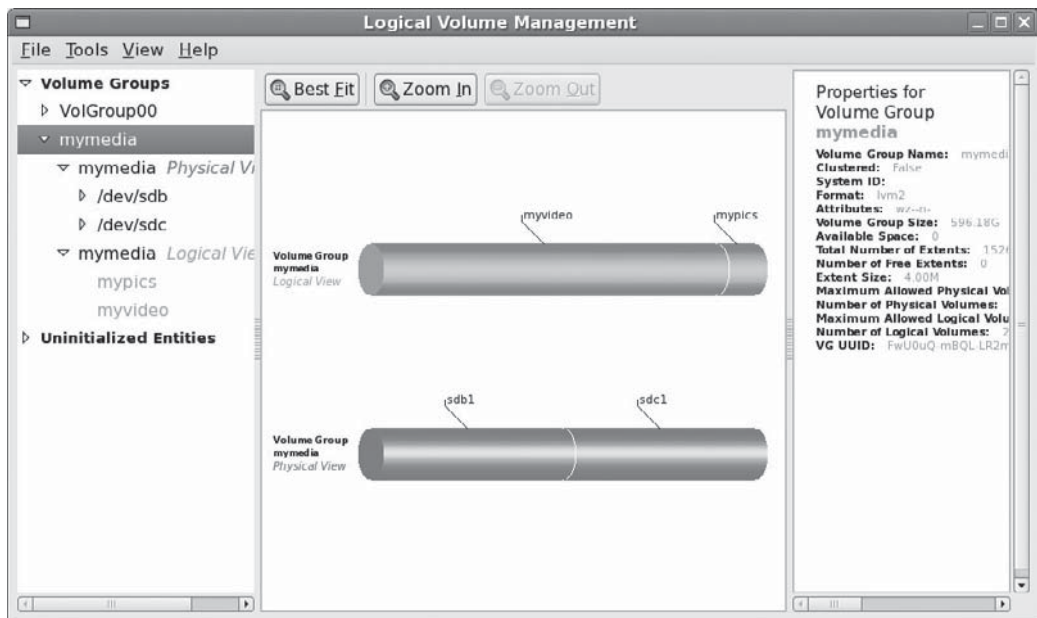 Logical Volume Management
File Tools View Help
Volume Groups
VolGroup00
mymedia
mymedia Physical Vi
/dev/sdb
/dev/sdc
mymedia Logical Vie
mypics
myvideo
Uninitialized Entities
Best Fit Zoom In Zoom Out
myvideo mypics
Volume Group
mymedia
Logical View
sdb1 sdc1
Volume Group
mymedia
Physical View
Properties for
Volume Group
mymedia
Volume Group Name: mymedi
Clustered: False
System ID:
Format: lvm2
Attributes: wz--n-
Volume Group Size: 596.18G
Available Space: 0
Total Number of Extents: 1526
Number of Free Extents: 0
Extent Size: 4.00M
Maximum Allowed Physical Vol
Number of Physical Volumes:
Maximum Allowed Logical Volu
Number of Logical Volumes: 2
VG UUID: FwU0uQ-mBQL-LR2m